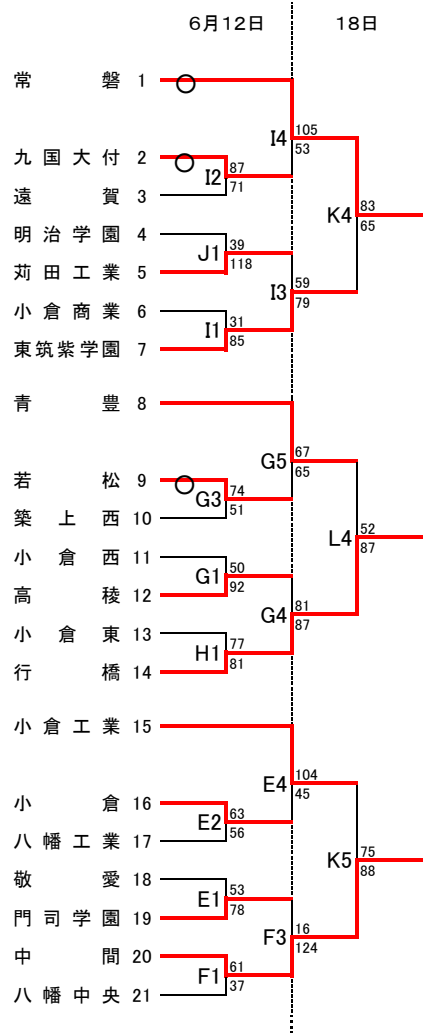 6月12日 18日
常磐 1
I4 105
53
九国大付 2
I2 87
71
遠賀 3
K4 83
65
明治学園 4
J1 39
118
苅田工業 5
I3 59
79
小倉商業 6
I1 31
85
東筑紫学園 7
青豊 8
G5 67
65
若松 9
G3 74
51
築上西 10
L4 52
87
小倉西 11
G1 50
92
高稜 12
G4 81
87
小倉東 13
H1 77
81
行橋 14
小倉工業 15
E4 104
45
小倉 16
E2 63
56
八幡工業 17
K5 75
88
敬愛 18
E1 53
78
門司学園 19
F3 16
124
中間 20
F1 61
37
八幡中央 21